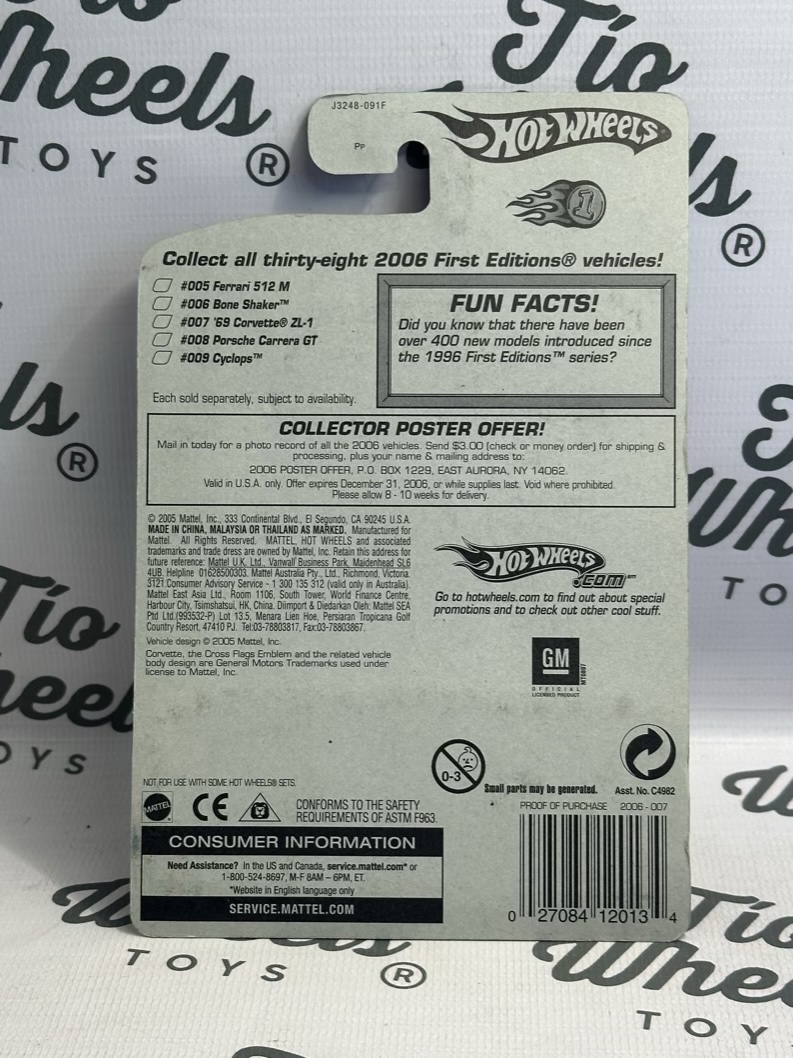 Tío
Wheels
TOYS ®
J3248-091F
PP
HOT WHEELS
1
Collect all thirty-eight 2006 First Editions® vehicles!
#005 Ferrari 512 M
#006 Bone Shaker™
#007 '69 Corvette® ZL-1
#008 Porsche Carrera GT
#009 Cyclops™
Each sold separately, subject to availability.
FUN FACTS!
Did you know that there have been
over 400 new models introduced since
the 1996 First Editions™ series?
COLLECTOR POSTER OFFER!
Mail in today for a photo record of all the 2006 vehicles. Send $3.00 (check or money order) for shipping &
processing, plus your name & mailing address to:
2006 POSTER OFFER, P.O. BOX 1229, EAST AURORA, NY 14062.
Valid in U.S.A. only. Offer expires December 31, 2006, or while supplies last. Void where prohibited.
Please allow 8 - 10 weeks for delivery.
© 2005 Mattel, Inc., 333 Continental Blvd., El Segundo, CA 90245 U.S.A.
MADE IN CHINA, MALAYSIA OR THAILAND AS MARKED. Manufactured for
Mattel. All Rights Reserved. MATTEL, HOT WHEELS and associated
trademarks and trade dress are owned by Mattel, Inc. Retain this address for
future reference: Mattel U.K. Ltd., Vanwall Business Park, Maidenhead SL6
4UB. Helpline 01628500303. Mattel Australia Pty., Ltd., Richmond, Victoria.
3121.Consumer Advisory Service - 1 300 135 312 (valid only in Australia).
Mattel East Asia Ltd., Room 1106, South Tower, World Finance Centre,
Harbour City, Tsimshatsui, HK, China. Diimport & Diedarkan Oleh: Mattel SEA
Ptd Ltd.(993532-P) Lot 13.5, Menara Lien Hoe, Persiaran Tropicana Golf
Country Resort, 47410 PJ. Tel:03-78803817, Fax:03-78803867.
Vehicle design © 2005 Mattel, Inc.
Corvette, the Cross Flags Emblem and the related vehicle
body design are General Motors Trademarks used under
license to Mattel, Inc.
HOT WHEELS
.COM™
Go to hotwheels.com to find out about special
promotions and to check out other cool stuff.
GM
OFFICIAL
LICENSED PRODUCT
0-3
Small parts may be generated.
Asst. No. C4982
NOT FOR USE WITH SOME HOT WHEELS® SETS.
MATTEL
CE
CONFORMS TO THE SAFETY
REQUIREMENTS OF ASTM F963.
CONSUMER INFORMATION
Need Assistance? In the US and Canada, service.mattel.com* or
1-800-524-8697, M-F 8AM – 6PM, ET.
*Website in English language only
SERVICE.MATTEL.COM
PROOF OF PURCHASE 2006 - 007
0 27084 12013 4